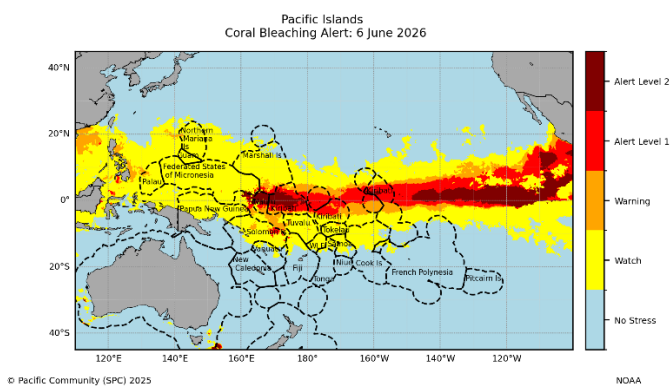 Pacific Islands
Coral Bleaching Alert: 6 June 2026
40°N
20°N
0°
20°S
40°S
120°E
140°E
160°E
180°
160°W
140°W
120°W
Northern
Mariana
Is
Guam
Marshall Is
Federated States
of Micronesia
Palau
Papua New Guinea
Kiribati
Tuvalu
Solomon
Tokelau
Samoa
Vanuatu
New
Caledonia
Fiji
Niue
Cook Is
Tonga
French Polynesia
Pitcairn Is
Alert Level 2
Alert Level 1
Warning
Watch
No Stress
© Pacific Community (SPC) 2025
NOAA